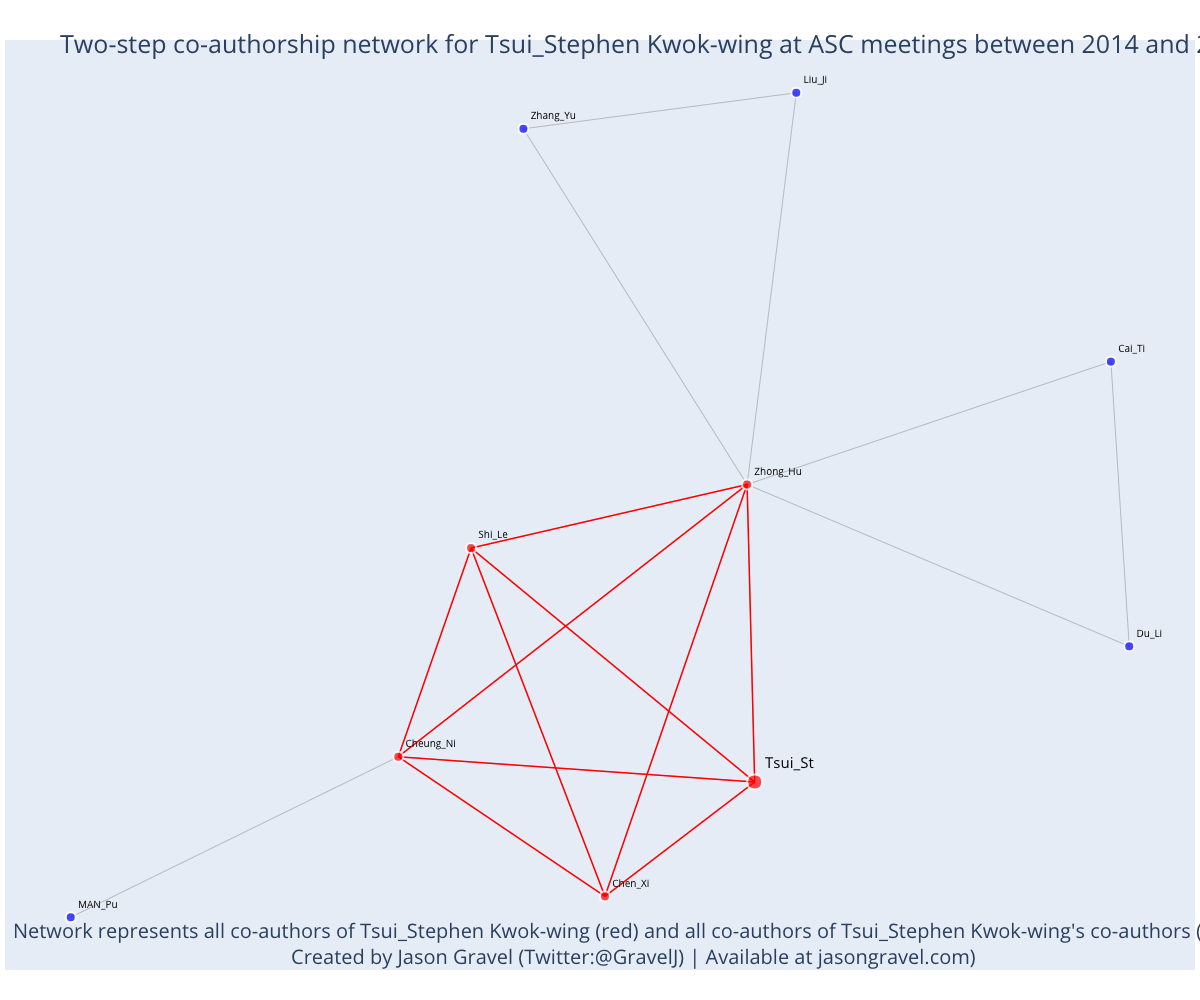 Two-step co-authorship network for Tsui_Stephen Kwok-wing at ASC meetings between 2014 and
Liu_Ji
Zhang_Yu
Cai_Ti
Zhong_Hu
Shi_Le
Du_Li
Cheung_Ni
Tsui_St
Chen_Xi
MAN_Pu
Network represents all co-authors of Tsui_Stephen Kwok-wing (red) and all co-authors of Tsui_Stephen Kwok-wing's co-authors (
Created by Jason Gravel (Twitter:@GravelJ) | Available at jasongravel.com)